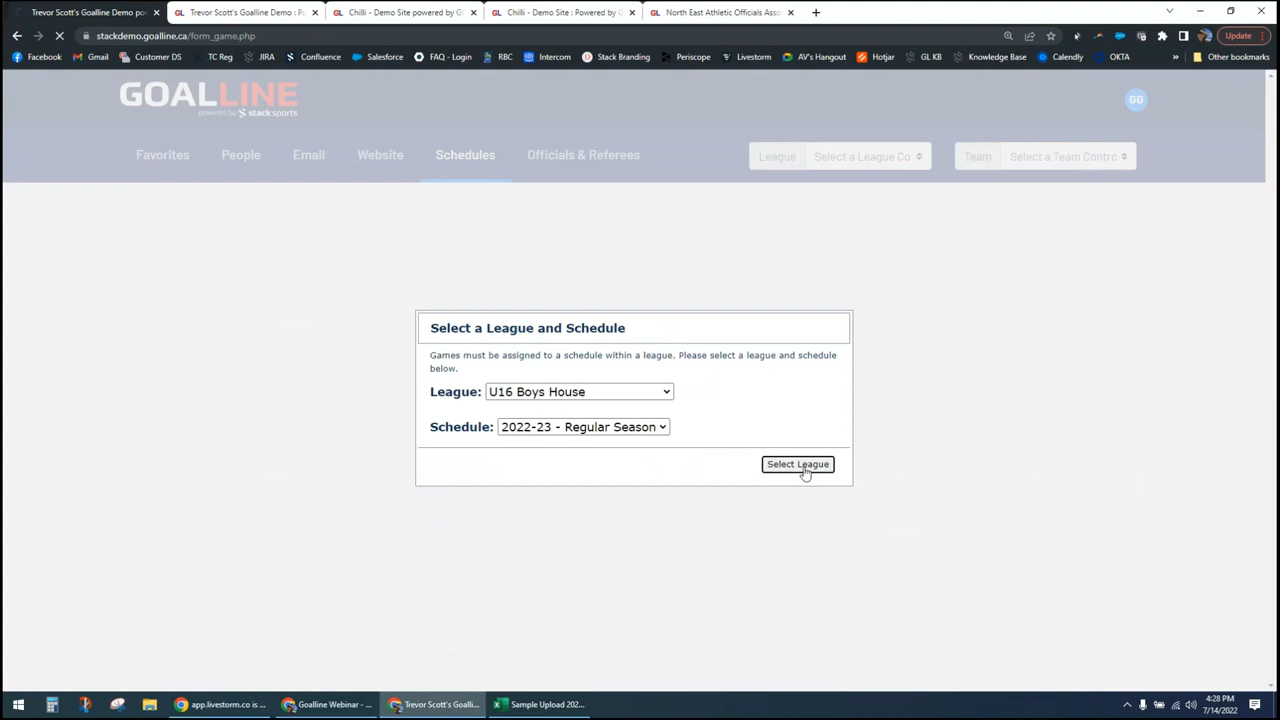 Trevor Scott's Goalline Demo po
Trevor Scott's Goalline Demo : P
Chilli - Demo Site powered by G
Chilli - Demo Site : Powered by G
North East Athletic Officials Asso
stackdemo.goalline.ca/form_game.php
Update
Facebook
Gmail
Customer DS
TC Reg
JIRA
Confluence
Salesforce
FAQ - Login
RBC
Intercom
Stack Branding
Periscope
Livestorm
AV's Hangout
Hotjar
GL KB
Knowledge Base
Calendly
OKTA
»
Other bookmarks
GOALLINE
powered by stack sports
GG
Favorites
People
Email
Website
Schedules
Officials & Referees
League
Select a League Co
Team
Select a Team Contrc
Select a League and Schedule
Games must be assigned to a schedule within a league. Please select a league and schedule
below.
League: U16 Boys House
Schedule: 2022-23 - Regular Season
Select League
app.livestorm.co is ...
Goalline Webinar - ...
Trevor Scott's Goalli...
Sample Upload 202...
4:28 PM
7/14/2022